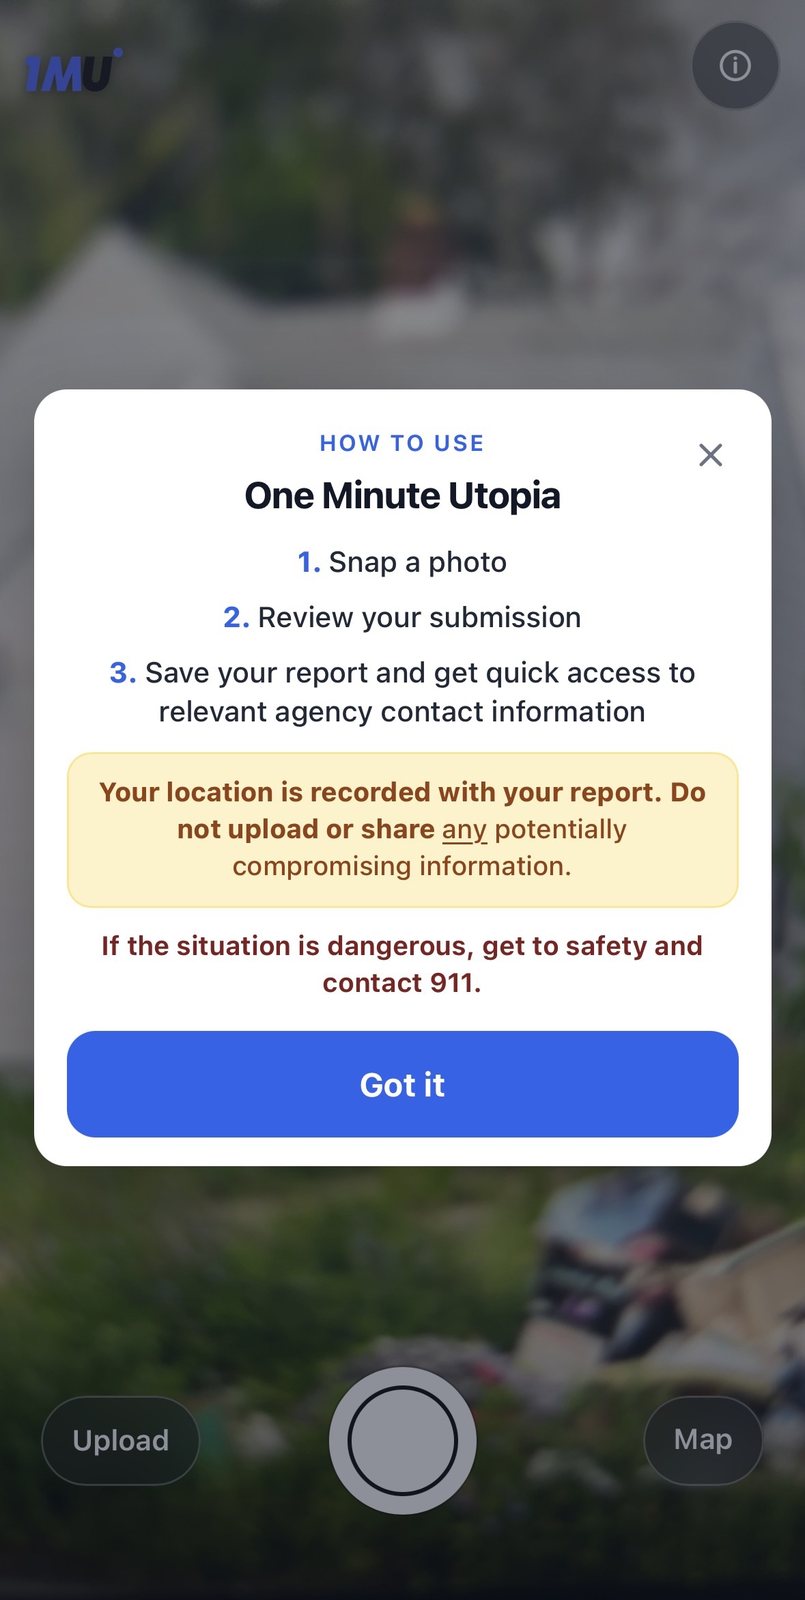 1MU
HOW TO USE
One Minute Utopia
1. Snap a photo
2. Review your submission
3. Save your report and get quick access to
relevant agency contact information
Your location is recorded with your report. Do
not upload or share any potentially
compromising information.
If the situation is dangerous, get to safety and
contact 911.
Got it
Upload
Map